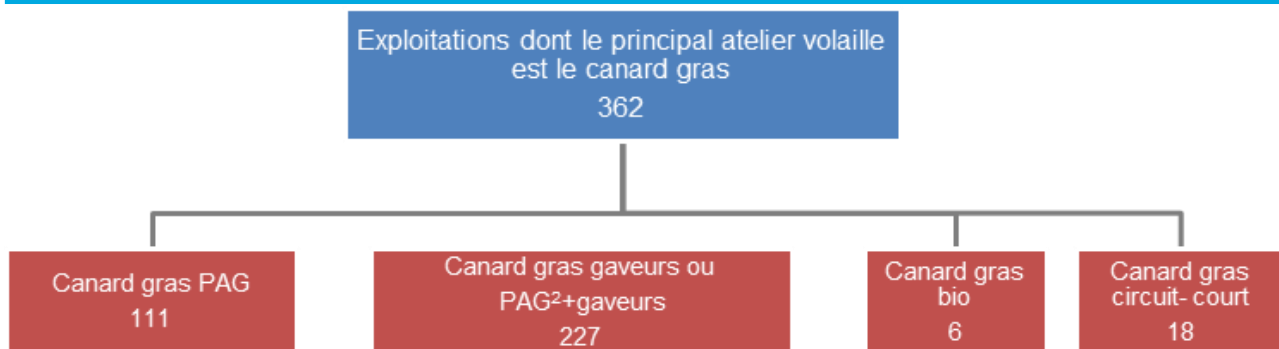 Exploitations dont le principal atelier volaille
est le canard gras
362
Canard gras PAG
111
Canard gras gaveurs ou
PAG²+gaveurs
227
Canard gras
bio
6
Canard gras
circuit- court
18